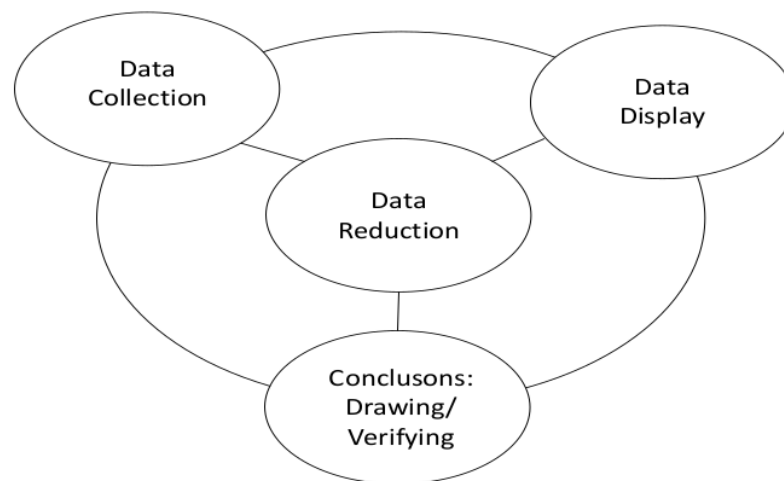 Data
Collection
Data
Display
Data
Reduction
Conclusons:
Drawing/
Verifying